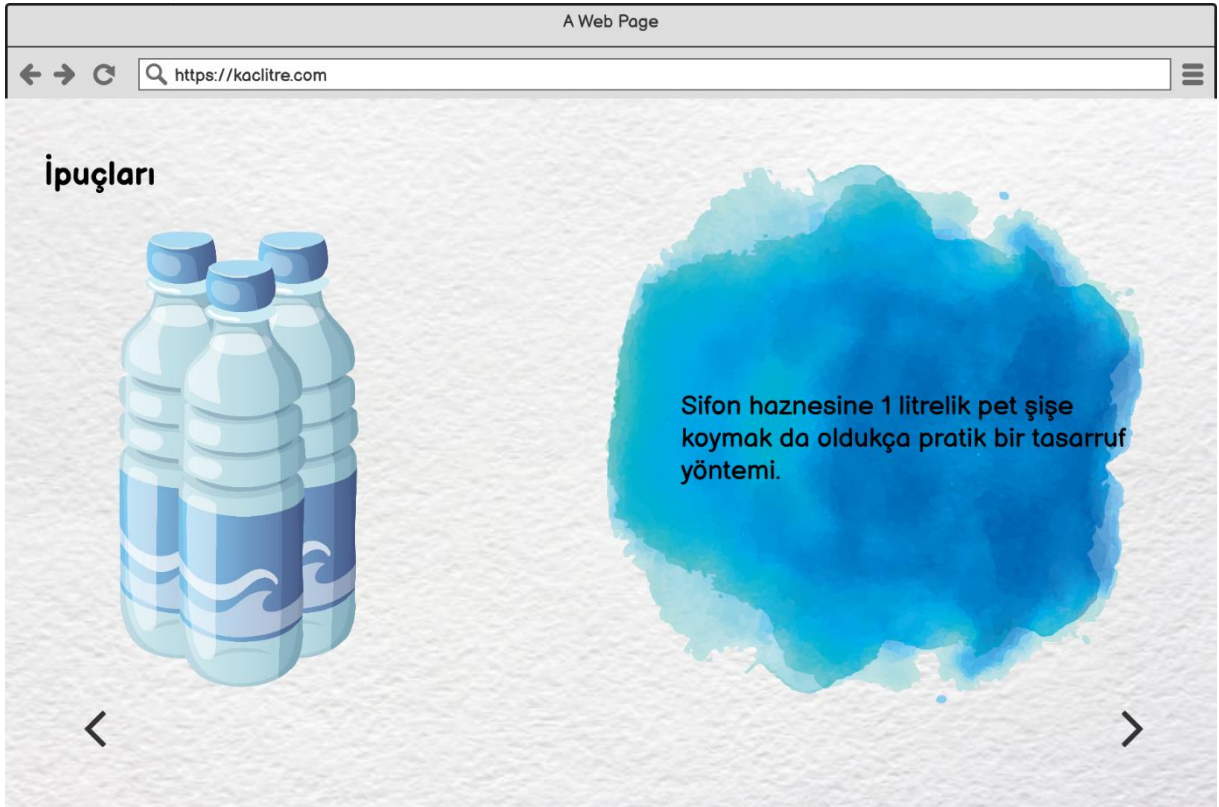 A Web Page
https://kaclitre.com
İpuçları
Sifon haznesine 1 litrelik pet şişe
koymak da oldukça pratik bir tasarruf
yöntemi.